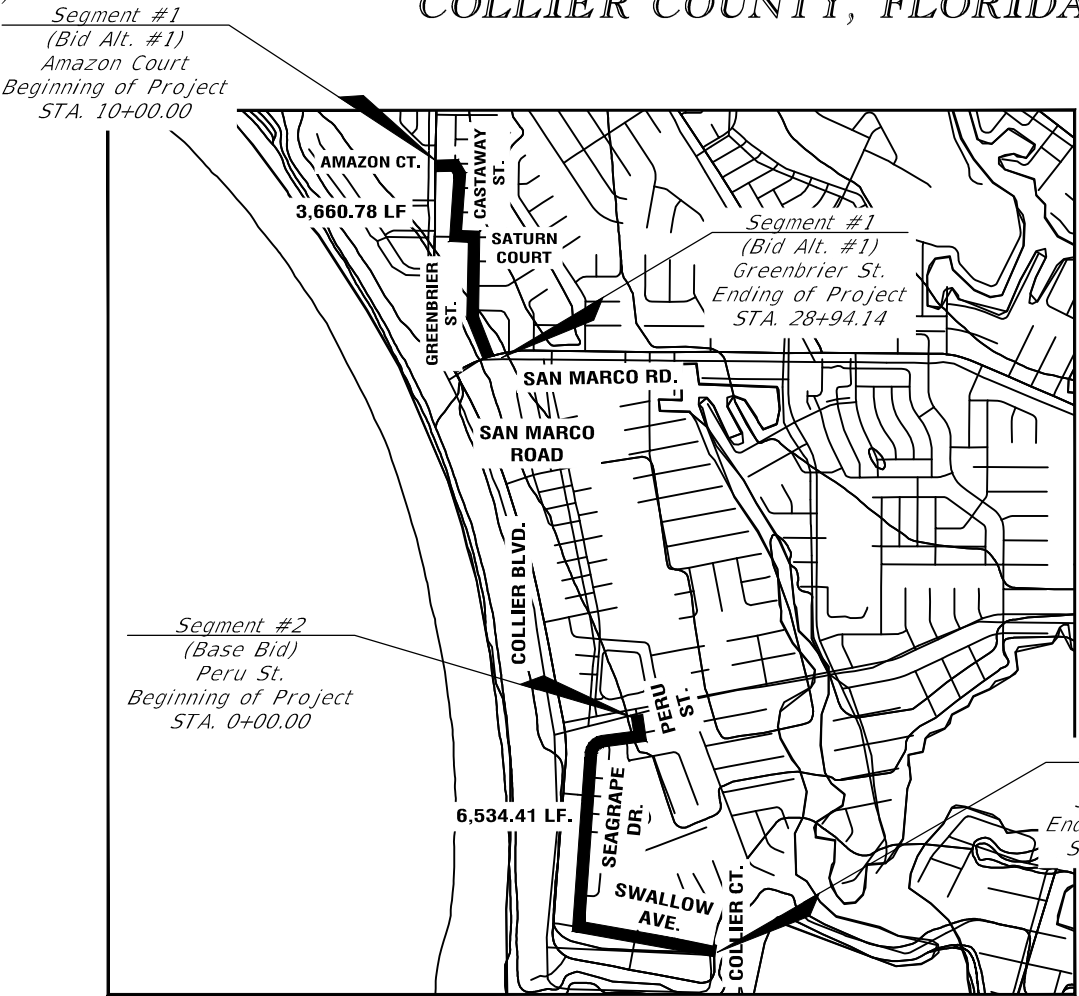 COLLIER COUNTY, FLORIDA
Segment #1
(Bid Alt. #1)
Amazon Court
Beginning of Project
STA. 10+00.00
AMAZON CT.
CASTAWAY
ST.
3,660.78 LF
SATURN
COURT
GREENBRIER
ST.
Segment #1
(Bid Alt. #1)
Greenbrier St.
Ending of Project
STA. 28+94.14
SAN MARCO RD.
SAN MARCO
ROAD
COLLIER BLVD.
Segment #2
(Base Bid)
Peru St.
Beginning of Project
STA. 0+00.00
PERU
ST.
6,534.41 LF.
SEAGRAPE
DR.
SWALLOW
AVE.
COLLIER CT.